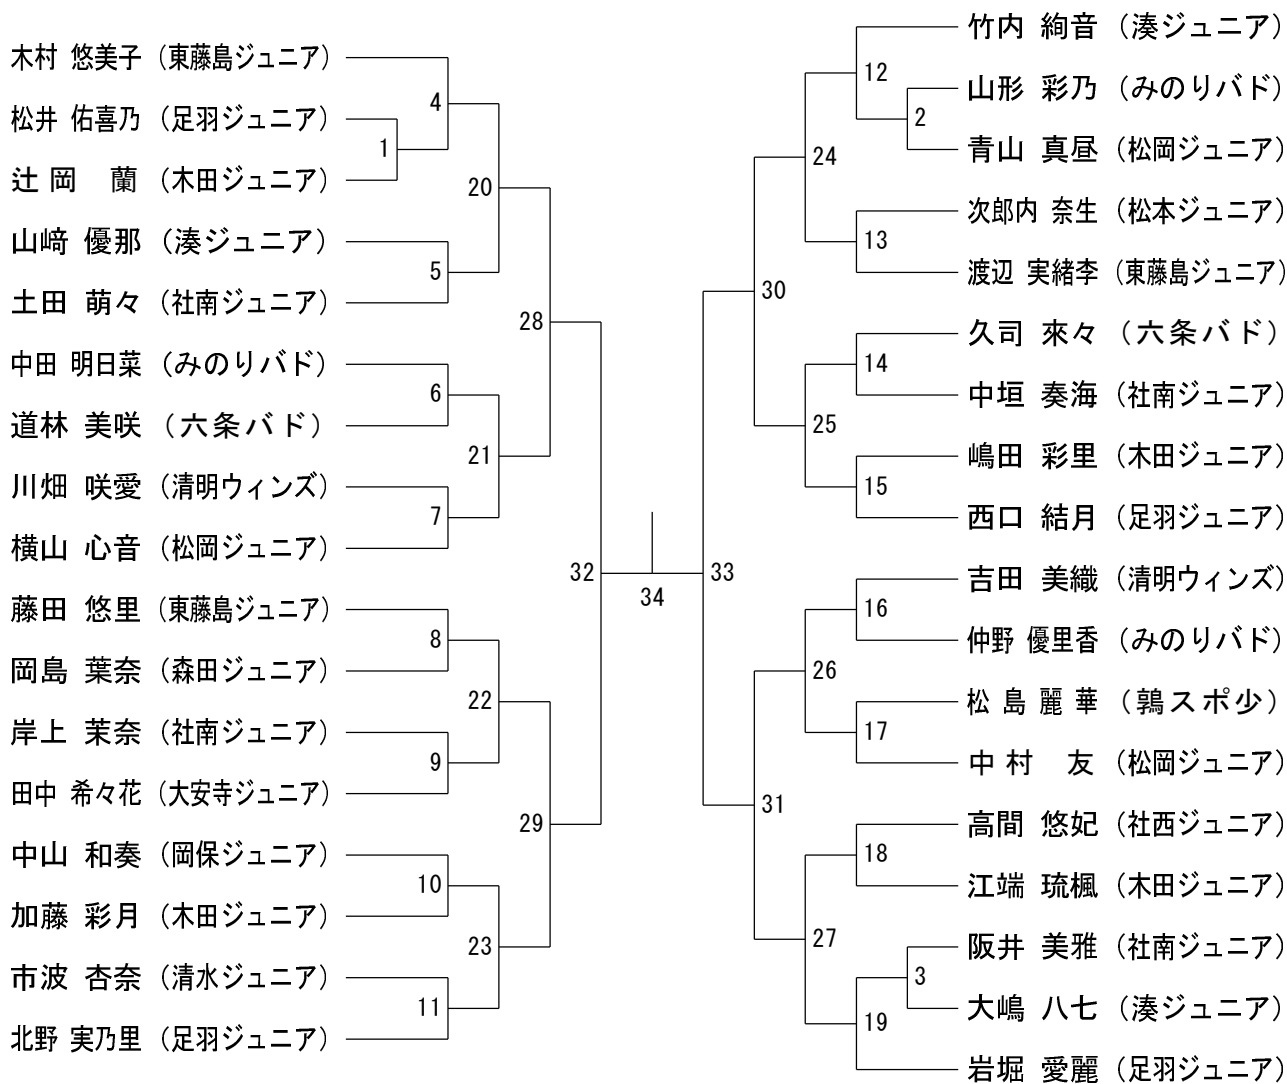 木村 悠美子 (東藤島ジュニア)
松井 佑喜乃 (足羽ジュニア)
辻岡 蘭 (木田ジュニア)
山﨑 優那 (湊ジュニア)
土田 萌々 (社南ジュニア)
中田 明日菜 (みのりバド)
道林 美咲 (六条バド)
川畑 咲愛 (清明ウィンズ)
横山 心音 (松岡ジュニア)
藤田 悠里 (東藤島ジュニア)
岡島 葉奈 (森田ジュニア)
岸上 茉奈 (社南ジュニア)
田中 希々花 (大安寺ジュニア)
中山 和奏 (岡保ジュニア)
加藤 彩月 (木田ジュニア)
市波 杏奈 (清水ジュニア)
北野 実乃里 (足羽ジュニア)
4
1
20
5
28
6
21
7
32
8
22
9
29
10
23
11
34
33
12
2
24
13
30
14
25
15
16
26
17
31
18
27
3
19
竹内 絢音 (湊ジュニア)
山形 彩乃 (みのりバド)
青山 真昼 (松岡ジュニア)
次郎内 奈生 (松本ジュニア)
渡辺 実緒李 (東藤島ジュニア)
久司 來々 (六条バド)
中垣 奏海 (社南ジュニア)
嶋田 彩里 (木田ジュニア)
西口 結月 (足羽ジュニア)
吉田 美織 (清明ウィンズ)
仲野 優里香 (みのりバド)
松島麗華 (鶉スポ少)
中村 友 (松岡ジュニア)
高間 悠妃 (社西ジュニア)
江端 琉楓 (木田ジュニア)
阪井 美雅 (社南ジュニア)
大嶋 八七 (湊ジュニア)
岩堀 愛麗 (足羽ジュニア)